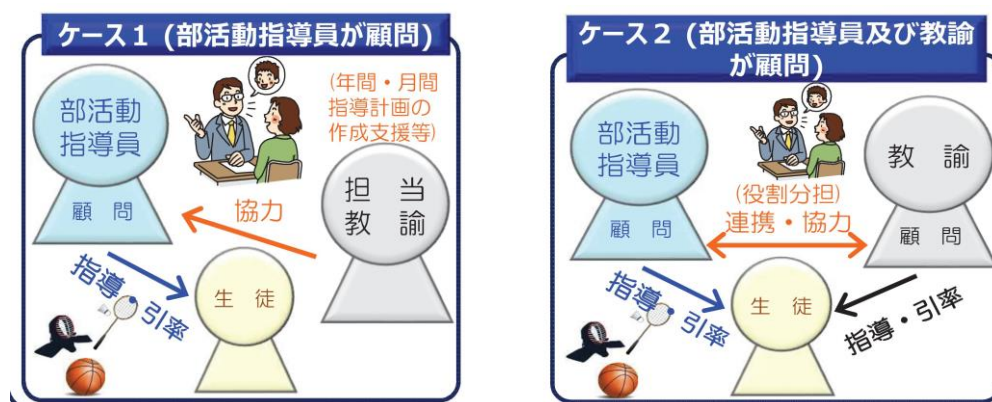 ケース１ (部活動指導員が顧問)
部活動
指導員
顧　問
(年間・月間
指導計画の
作成支援等)
担　当
教　諭
協力
指導・引率
生　徒
ケース２ (部活動指導員及び教諭
が顧問)
部活動
指導員
顧　問
教　諭
顧　問
(役割分担)
連携・協力
指導・引率
生　徒
指導・引率